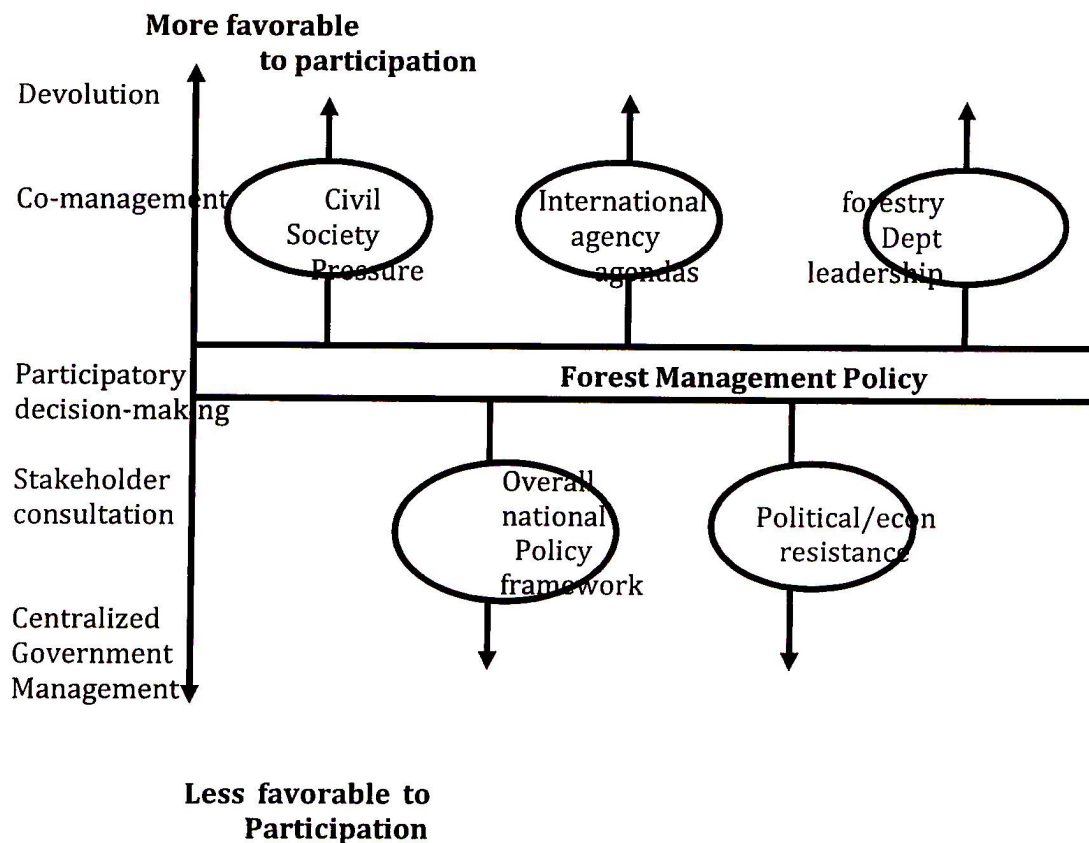 More favorable
to participation
Devolution
Co-management
Civil
Society
Pressure
International
agency
agendas
forestry
Dept
leadership
Participatory
decision-making
Forest Management Policy
Stakeholder
consultation
Overall
national
Policy
framework
Political/econ
resistance
Centralized
Government
Management
Less favorable to
Participation